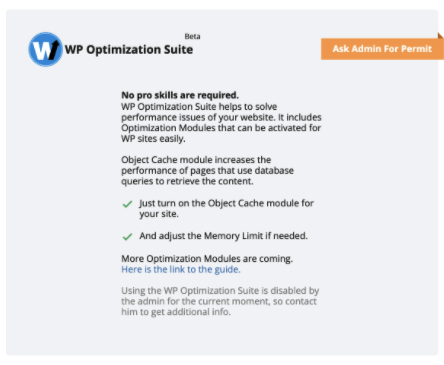 Beta
WP Optimization Suite
Ask Admin For Permit
No pro skills are required.
WP Optimization Suite helps to solve
performance issues of your website. It includes
Optimization Modules that can be activated for
WP sites easily.
Object Cache module increases the
performance of pages that use database
queries to retrieve the content.
Just turn on the Object Cache module for
your site.
And adjust the Memory Limit if needed.
More Optimization Modules are coming.
Here is the link to the guide.
Using the WP Optimization Suite is disabled by
the admin for the current moment, so contact
him to get additional info.